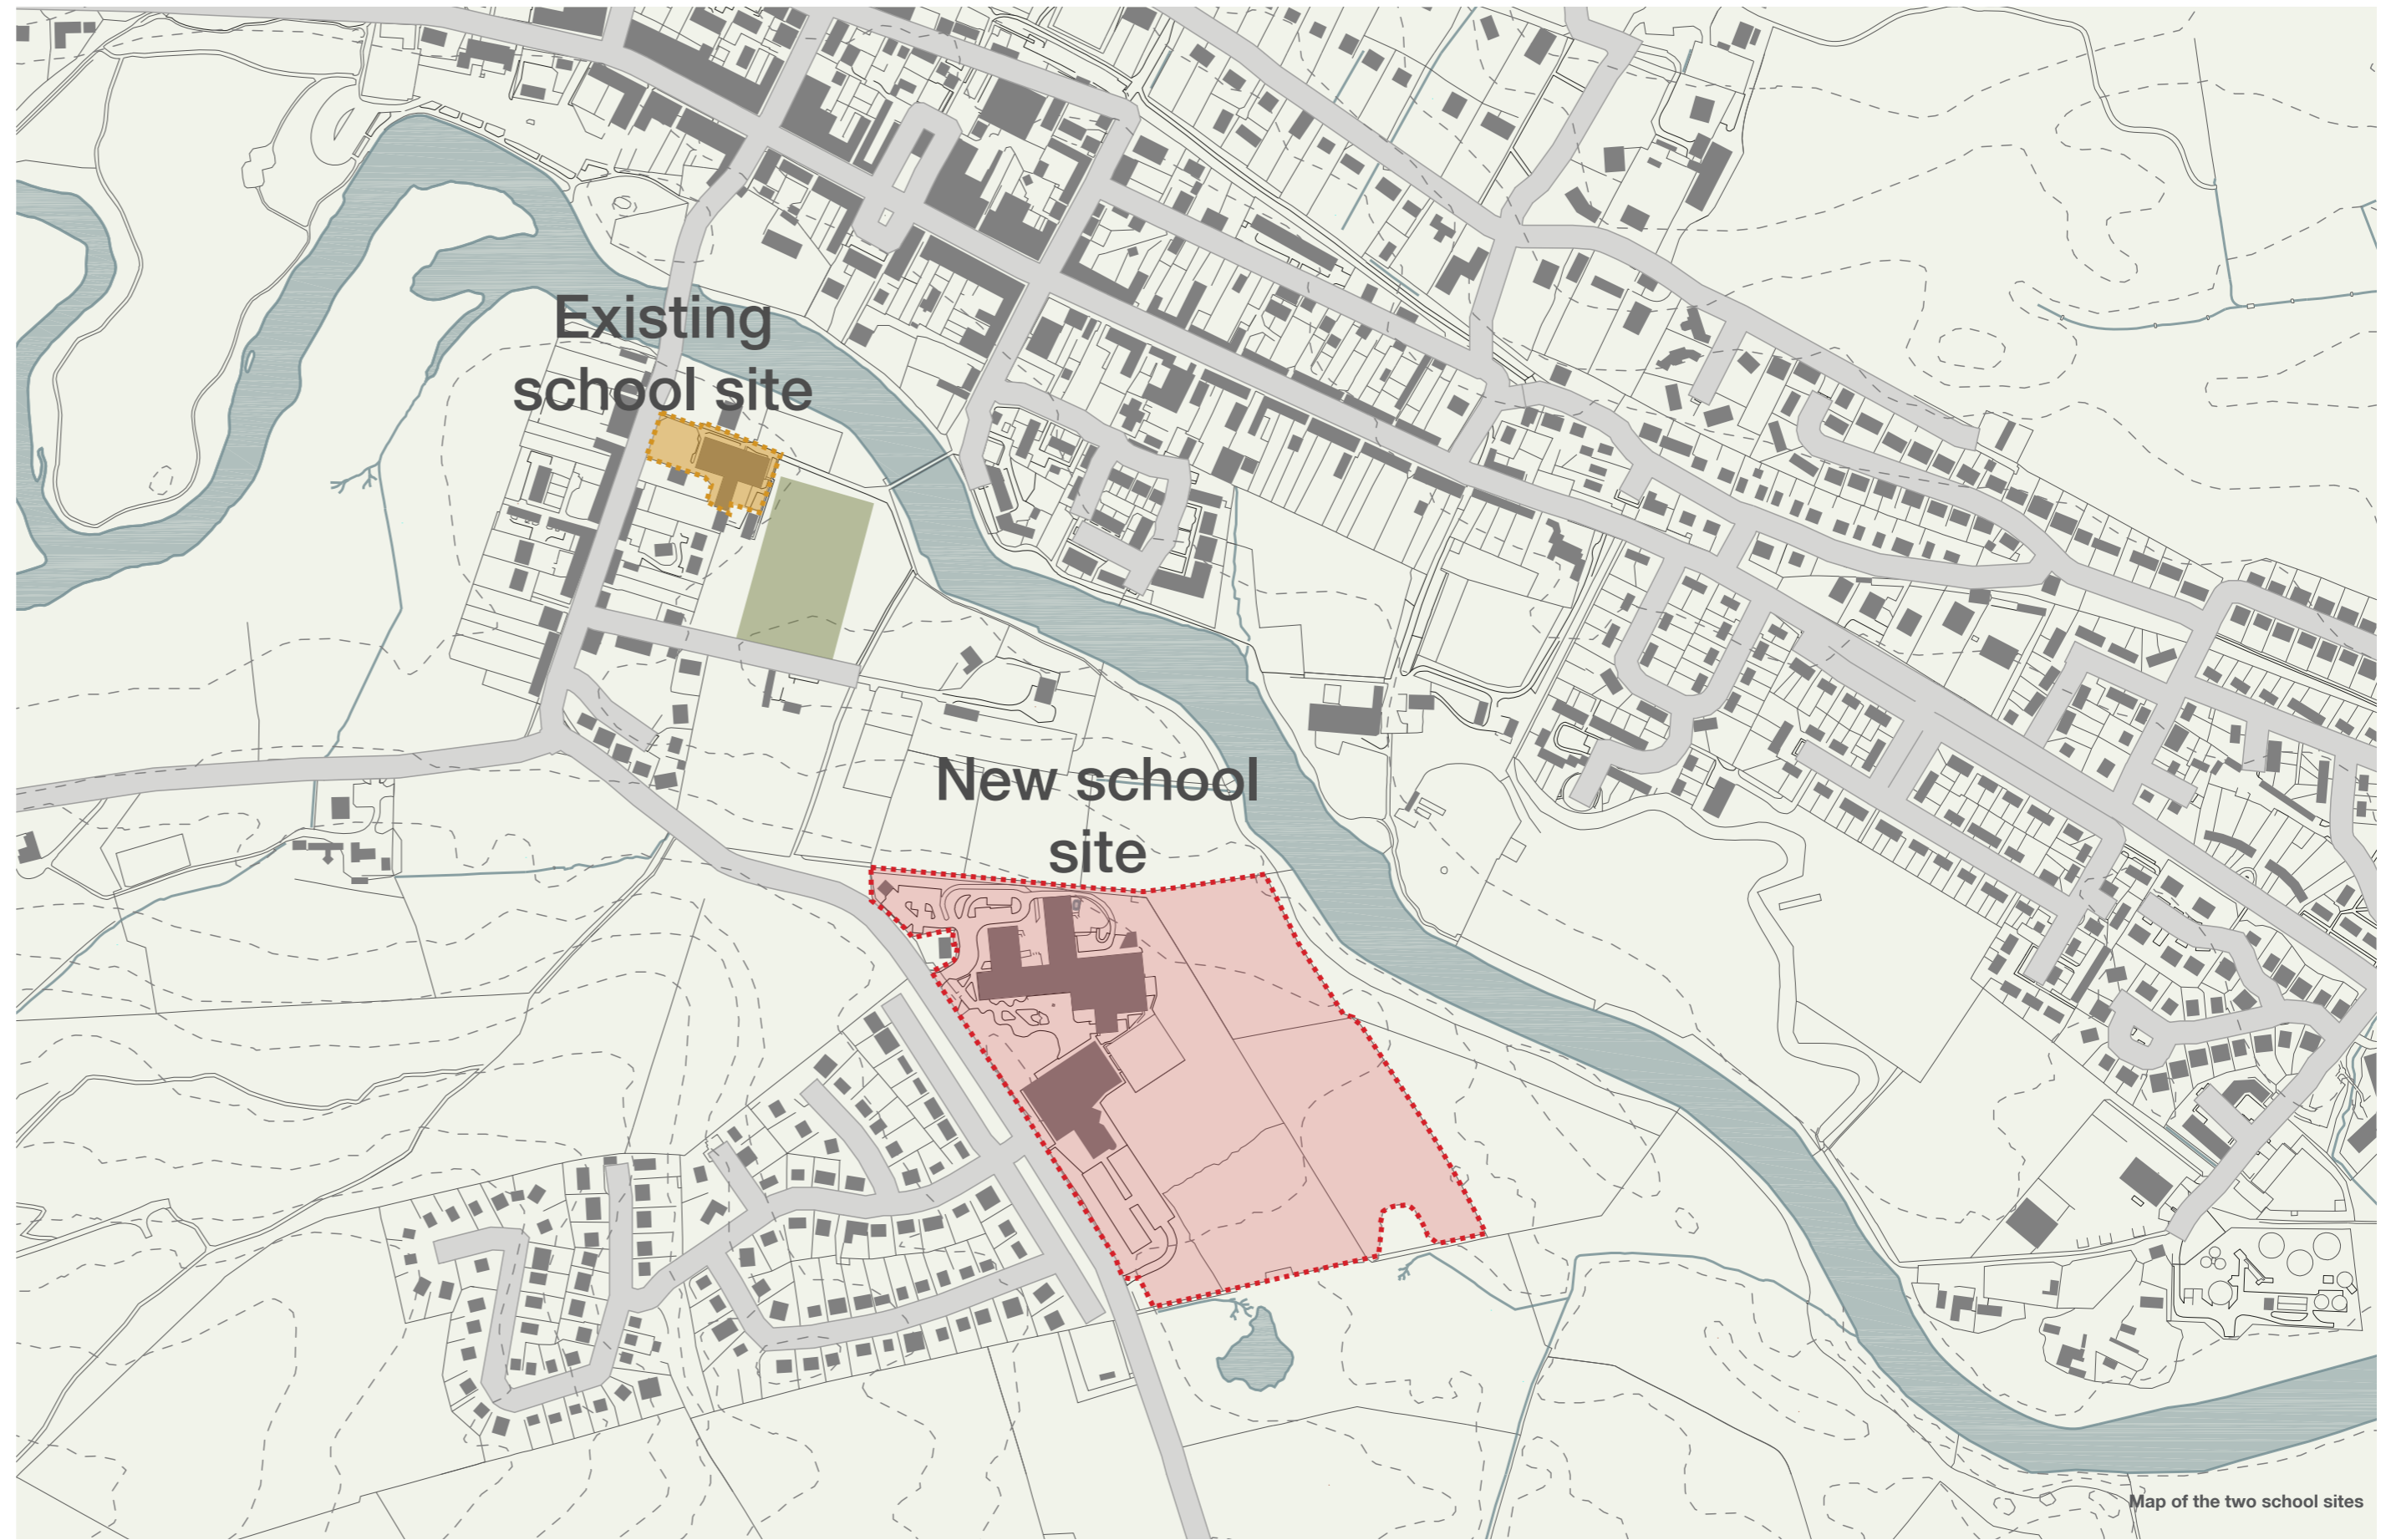 Existing
school site
New school
site
Map of the two school sites